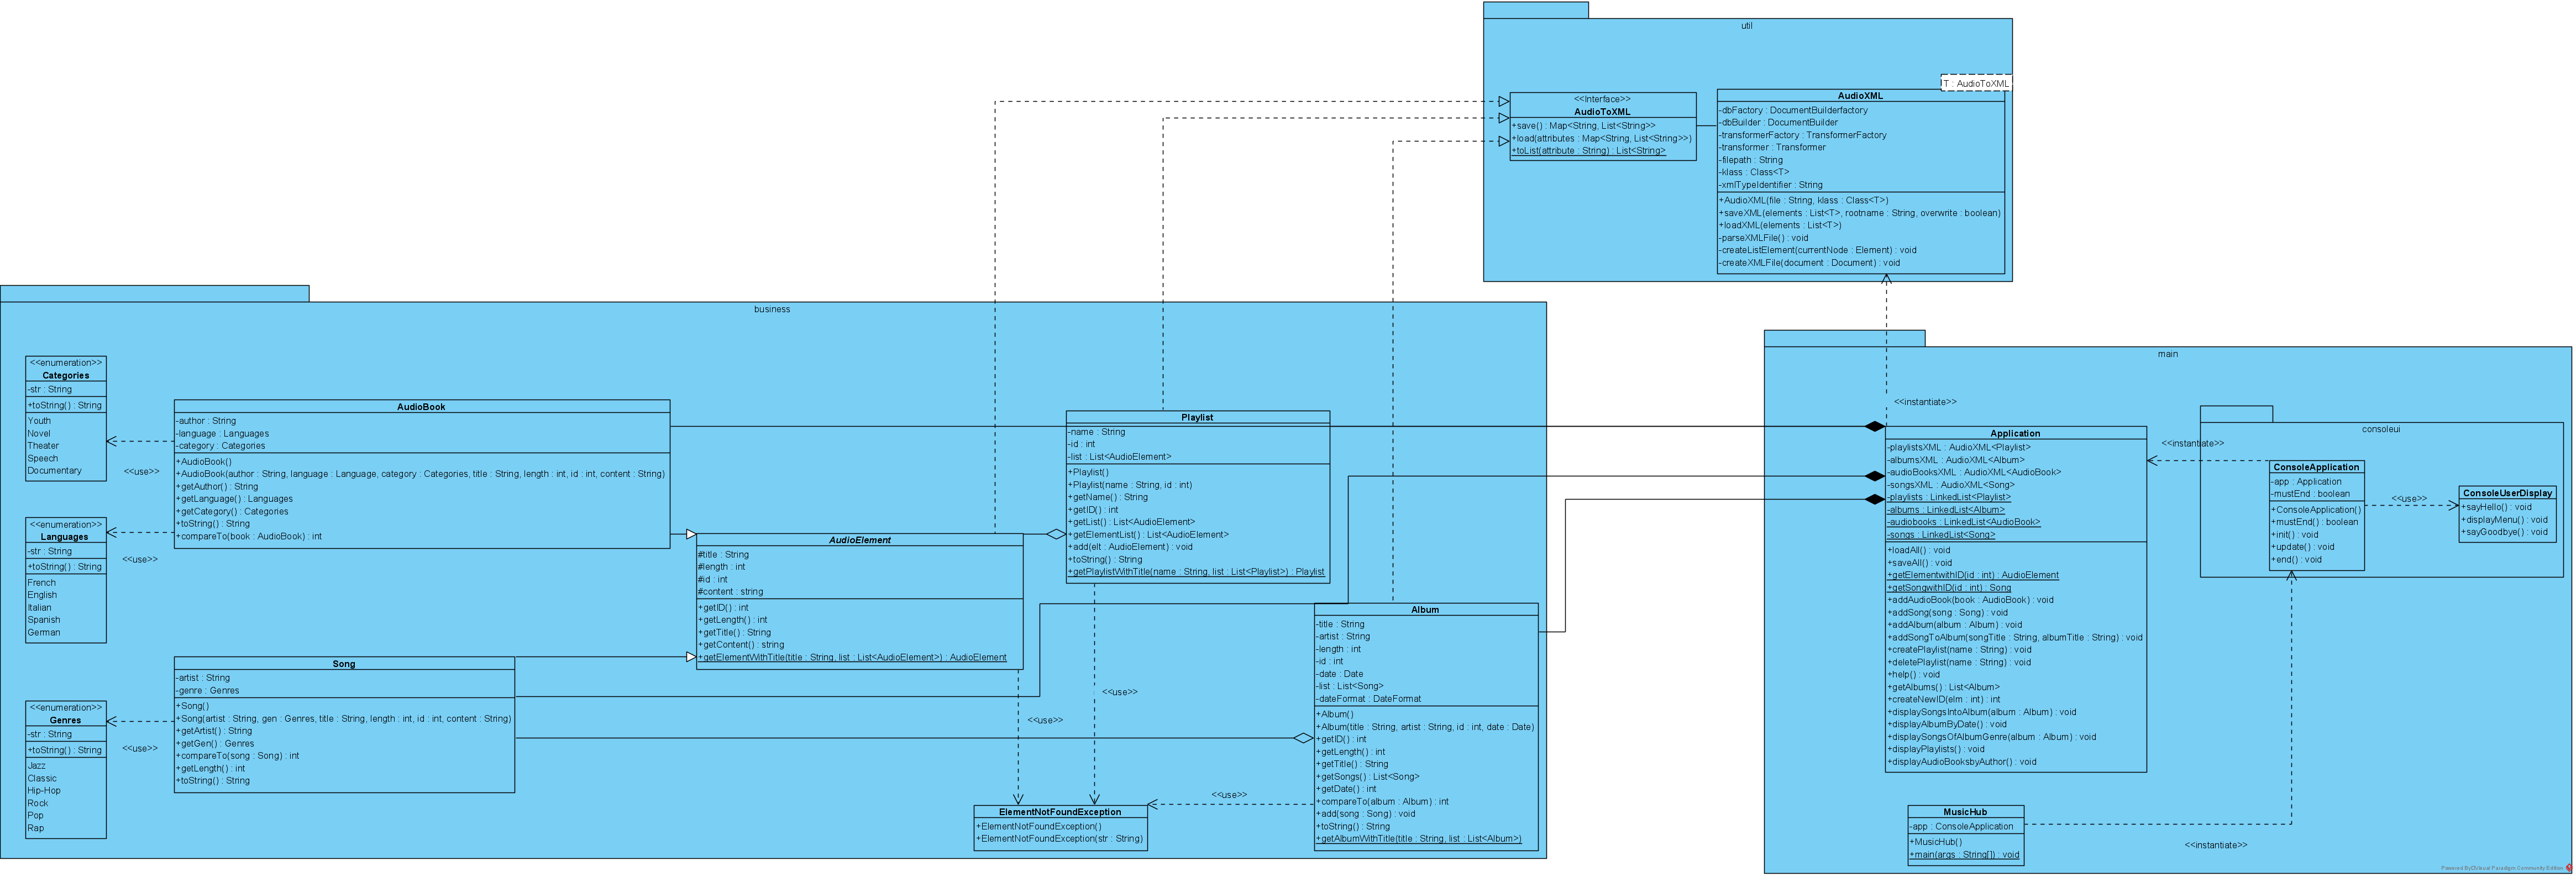 util
T : AudioToXML
<<Interface>>
AudioToXML
+save() : Map<String, List<String>>
+load(attributes : Map<String, List<String>>)
+toList(attribute : String) : List<String>
AudioXML
-dbFactory : DocumentBuilderfactory
-dbBuilder : DocumentBuilder
-transformerFactory : TransformerFactory
-transformer : Transformer
-filepath : String
-klass : Class<T>
-xmlTypeIdentifier : String
+AudioXML(file : String, klass : Class<T>)
+saveXML(elements : List<T>, rootname : String, overwrite : boolean)
+loadXML(elements : List<T>)
-parseXMLFile() : void
-createListElement(currentNode : Element) : void
-createXMLFile(document : Document) : void
business
<<enumeration>>
Categories
-str : String
+toString() : String
Youth
Novel
Theater
Speech
Documentary
<<use>>
<<enumeration>>
Languages
-str : String
+toString() : String
French
English
Italian
Spanish
German
<<use>>
<<enumeration>>
Genres
-str : String
+toString() : String
Jazz
Classic
Hip-Hop
Rock
Pop
Rap
<<use>>
AudioBook
-author : String
-language : Languages
-category : Categories
+AudioBook()
+AudioBook(author : String, language : Language, category : Categories, title : String, length : int, id : int, content : String)
+getAuthor() : String
+getLanguage() : Languages
+getCategory() : Categories
+toString() : String
+compareTo(book : AudioBook) : int
Song
-artist : String
-genre : Genres
+Song()
+Song(artist : String, gen : Genres, title : String, length : int, id : int, content : String)
+getArtist() : String
+getGen() : Genres
+compareTo(song : Song) : int
+getLength() : int
+toString() : String
AudioElement
#title : String
#length : int
#id : int
#content : string
+getID() : int
+getLength() : int
+getTitle() : String
+getContent() : string
+getElementWithTitle(title : String, list : List<AudioElement>) : AudioElement
<<use>>
Playlist
-name : String
-id : int
-list : List<AudioElement>
+Playlist()
+Playlist(name : String, id : int)
+getName() : String
+getID() : int
+getList() : List<AudioElement>
+getElementList() : List<AudioElement>
+add(elt : AudioElement) : void
+toString() : String
+getPlaylistWithTitle(name : String, list : List<Playlist>) : Playlist
<<use>>
Album
-title : String
-artist : String
-length : int
-id : int
-date : Date
-list : List<Song>
-dateFormat : DateFormat
+Album()
+Album(title : String, artist : String, id : int, date : Date)
+getID() : int
+getLength() : int
+getTitle() : String
+getSongs() : List<Song>
+getDate() : int
+compareTo(album : Album) : int
+add(song : Song) : void
+toString() : String
+getAlbumWithTitle(title : String, list : List<Album>)
<<use>>
ElementNotFoundException
+ElementNotFoundException()
+ElementNotFoundException(str : String)
main
<<instantiate>>
Application
-playlistsXML : AudioXML<Playlist>
-albumsXML : AudioXML<Album>
-audioBooksXML : AudioXML<AudioBook>
-songsXML : AudioXML<Song>
-playlists : LinkedList<Playlist>
-albums : LinkedList<Album>
-audiobooks : LinkedList<AudioBook>
-songs : LinkedList<Song>
+loadAll() : void
+saveAll() : void
+getElementwithID(id : int) : AudioElement
+getSongwithID(id : int) : Song
+addAudioBook(book : AudioBook) : void
+addSong(song : Song) : void
+addAlbum(album : Album) : void
+addSongToAlbum(songTitle : String, albumTitle : String) : void
+createPlaylist(name : String) : void
+deletePlaylist(name : String) : void
+help() : void
+getAlbums() : List<Album>
+createNewID(elm : int) : int
+displaySongsIntoAlbum(album : Album) : void
+displayAlbumByDate() : void
+displaySongsOfAlbumGenre(album : Album) : void
+displayPlaylists() : void
+displayAudioBooksbyAuthor() : void
consoleui
<<instantiate>>
ConsoleApplication
-app : Application
-mustEnd : boolean
+ConsoleApplication()
+mustEnd() : boolean
+init() : void
+update() : void
+end() : void
<<use>>
ConsoleUserDisplay
+sayHello() : void
+displayMenu() : void
+sayGoodbye() : void
MusicHub
-app : ConsoleApplication
+MusicHub()
+main(args : String[]) : void
<<instantiate>>
Powered By Visual Paradigm Community Edition